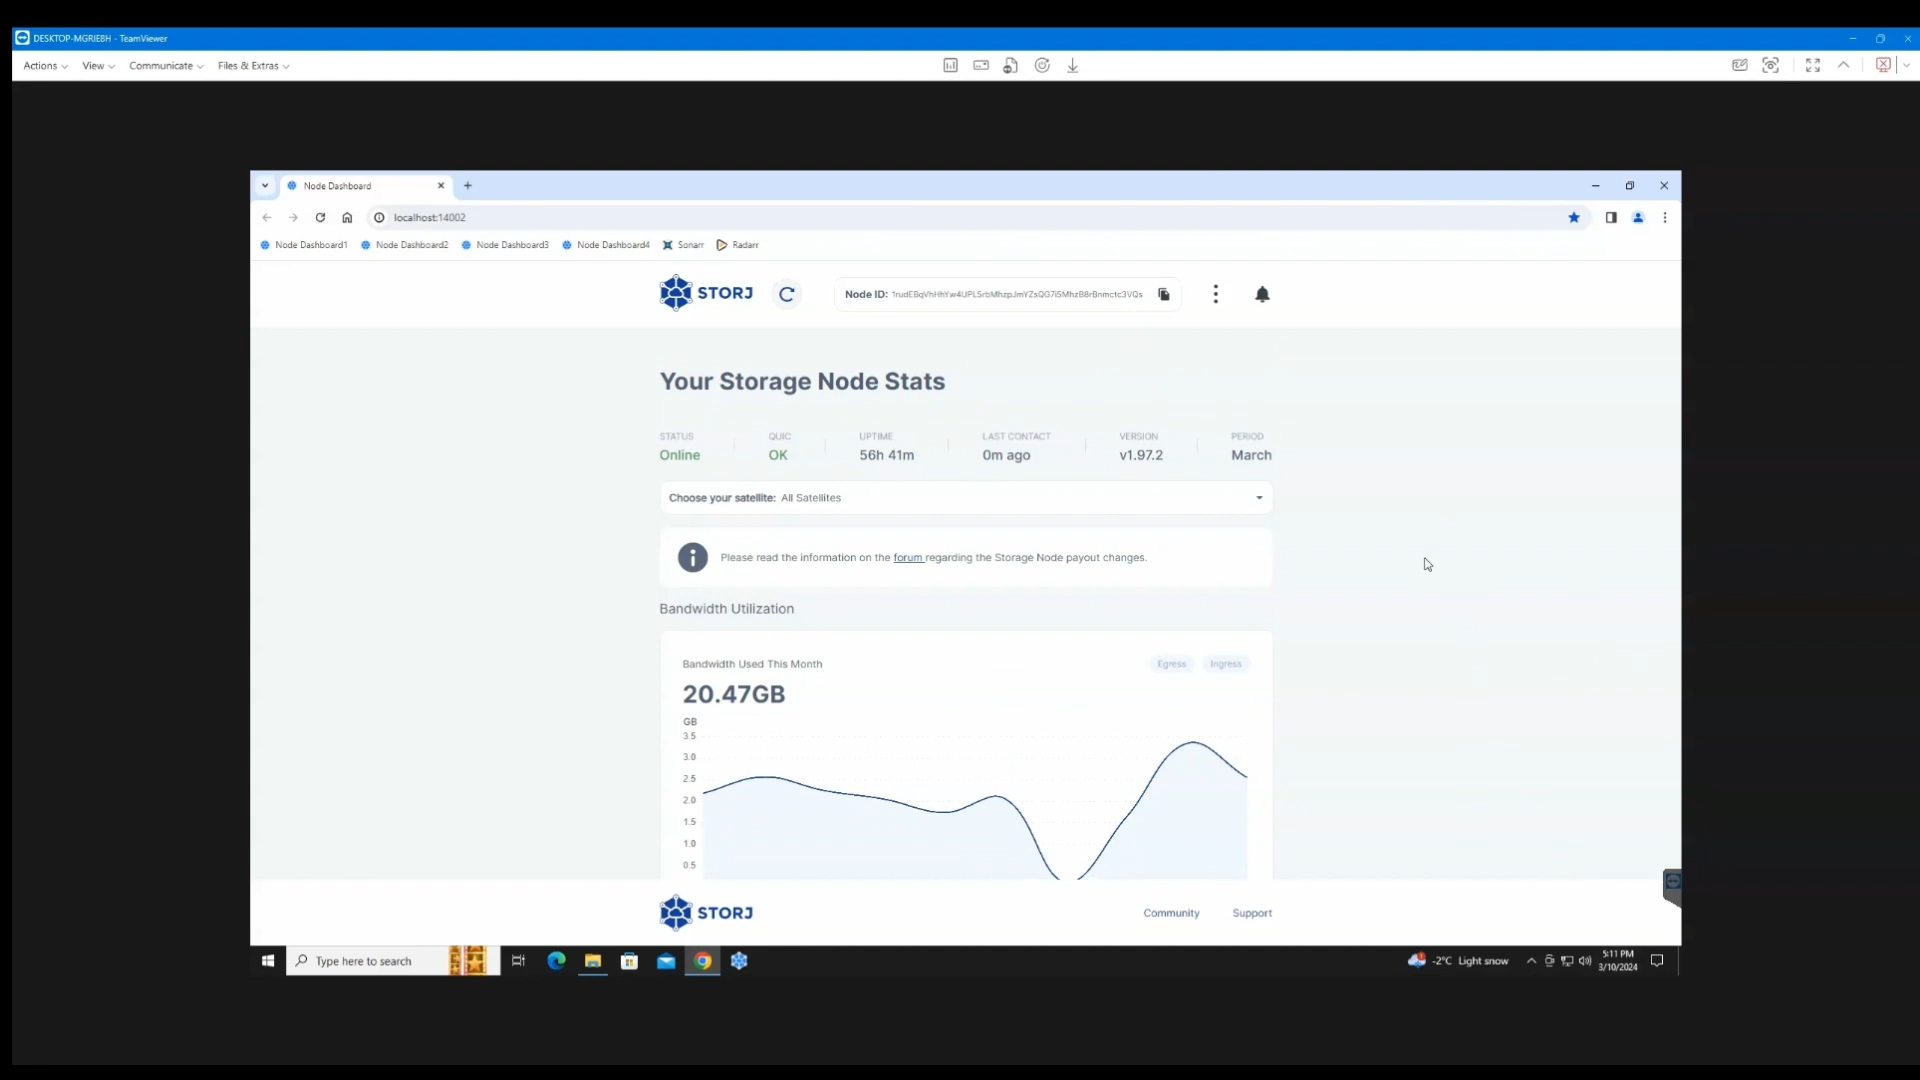 DESKTOP-MGRIEBH - TeamViewer
Actions View Communicate Files & Extras
Node Dashboard
localhost:14002
Node Dashboard1 Node Dashboard2 Node Dashboard3 Node Dashboard4 Sonarr Radarr
STORJ Node ID:
Your Storage Node Stats
STATUS QUIC UPTIME LAST CONTACT VERSION PERIOD
Online OK 56h 41m 0m ago v1.97.2 March
Choose your satellite: All Satellites
Please read the information on the forum regarding the Storage Node payout changes.
Bandwidth Utilization
Bandwidth Used This Month Egress Ingress
20.47GB
GB
3.5
3.0
2.5
2.0
1.5
1.0
0.5
STORJ Community Support
Type here to search -2°C Light snow 5:11 PM
3/10/2024